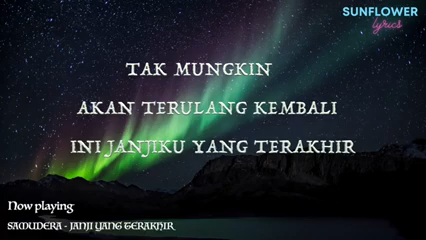 SUNFLOWER
lyrics
TAK MUNGKIN
AKAN TERULANG KEMBALI
INI JANJIKU YANG TERAKHIR
Now playing
SAMUDERA - JANJI YANG TERAKHIR